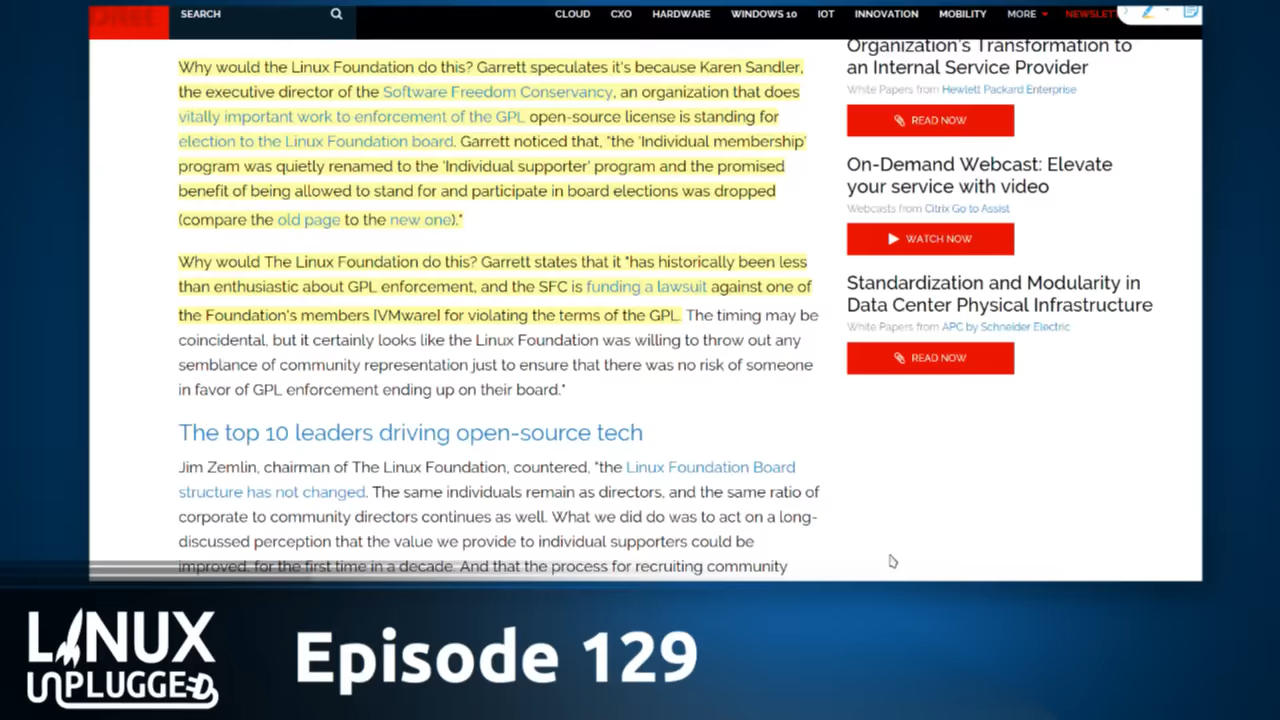 SEARCH
CLOUD CXO HARDWARE WINDOWS 10 IOT INNOVATION MOBILITY MORE NEWSLET
Why would the Linux Foundation do this? Garrett speculates it's because Karen Sandler,
the executive director of the Software Freedom Conservancy, an organization that does
vitally important work to enforcement of the GPL open-source license is standing for
election to the Linux Foundation board. Garrett noticed that, "the 'Individual membership'
program was quietly renamed to the 'Individual supporter' program and the promised
benefit of being allowed to stand for and participate in board elections was dropped
(compare the old page to the new one)."
Why would The Linux Foundation do this? Garrett states that it "has historically been less
than enthusiastic about GPL enforcement, and the SFC is funding a lawsuit against one of
the Foundation's members [VMware] for violating the terms of the GPL. The timing may be
coincidental, but it certainly looks like the Linux Foundation was willing to throw out any
semblance of community representation just to ensure that there was no risk of someone
in favor of GPL enforcement ending up on their board."
The top 10 leaders driving open-source tech
Jim Zemlin, chairman of The Linux Foundation, countered, "the Linux Foundation Board
structure has not changed. The same individuals remain as directors, and the same ratio of
corporate to community directors continues as well. What we did do was to act on a long-
discussed perception that the value we provide to individual supporters could be
improved, for the first time in a decade. And that the process for recruiting community
Organization's Transformation to
an Internal Service Provider
White Papers from Hewlett Packard Enterprise
READ NOW
On-Demand Webcast: Elevate
your service with video
Webcasts from Citrix Go to Assist
WATCH NOW
Standardization and Modularity in
Data Center Physical Infrastructure
White Papers from APC by Schneider Electric
READ NOW
LINUX
UNPLUGGED
Episode 129